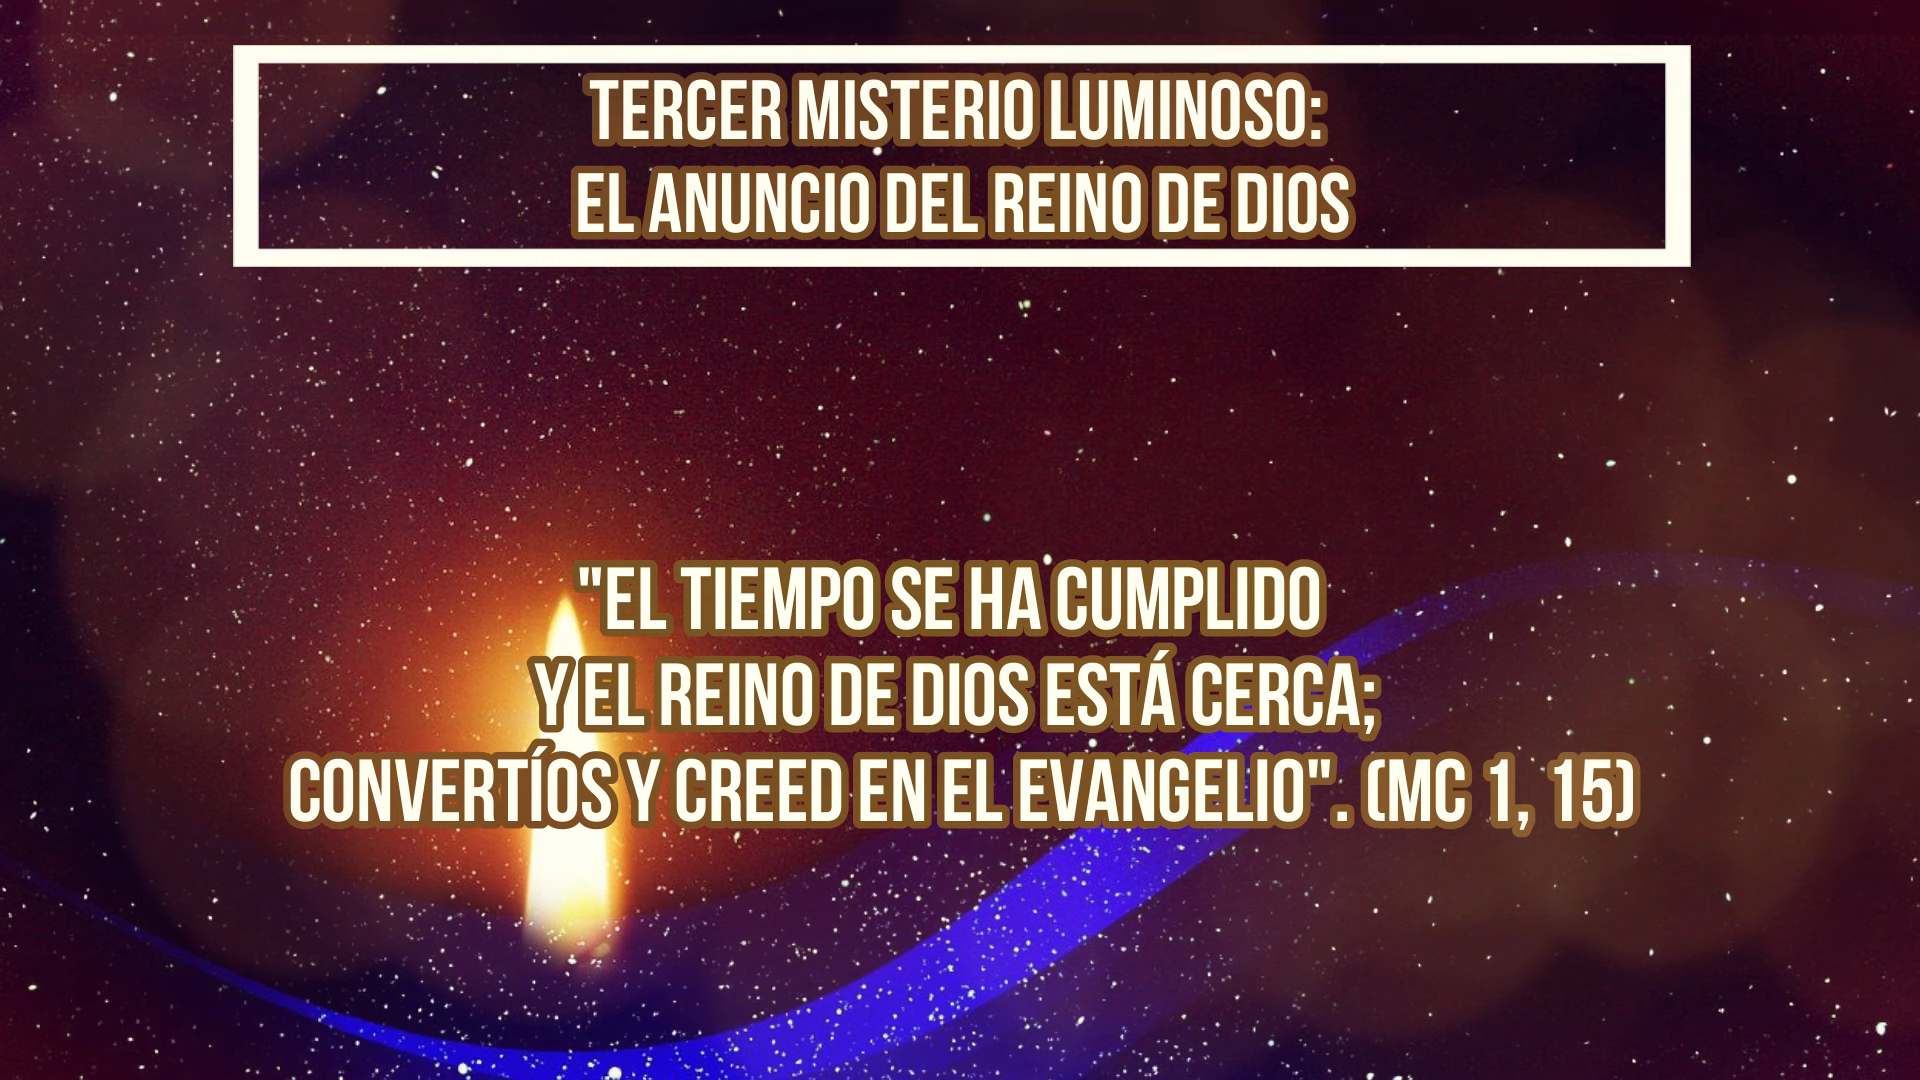 TERCER MISTERIO LUMINOSO:
EL ANUNCIO DEL REINO DE DIOS
"EL TIEMPO SE HA CUMPLIDO
Y EL REINO DE DIOS ESTÁ CERCA;
CONVERTÍOS Y CREED EN EL EVANGELIO". (MC 1, 15)